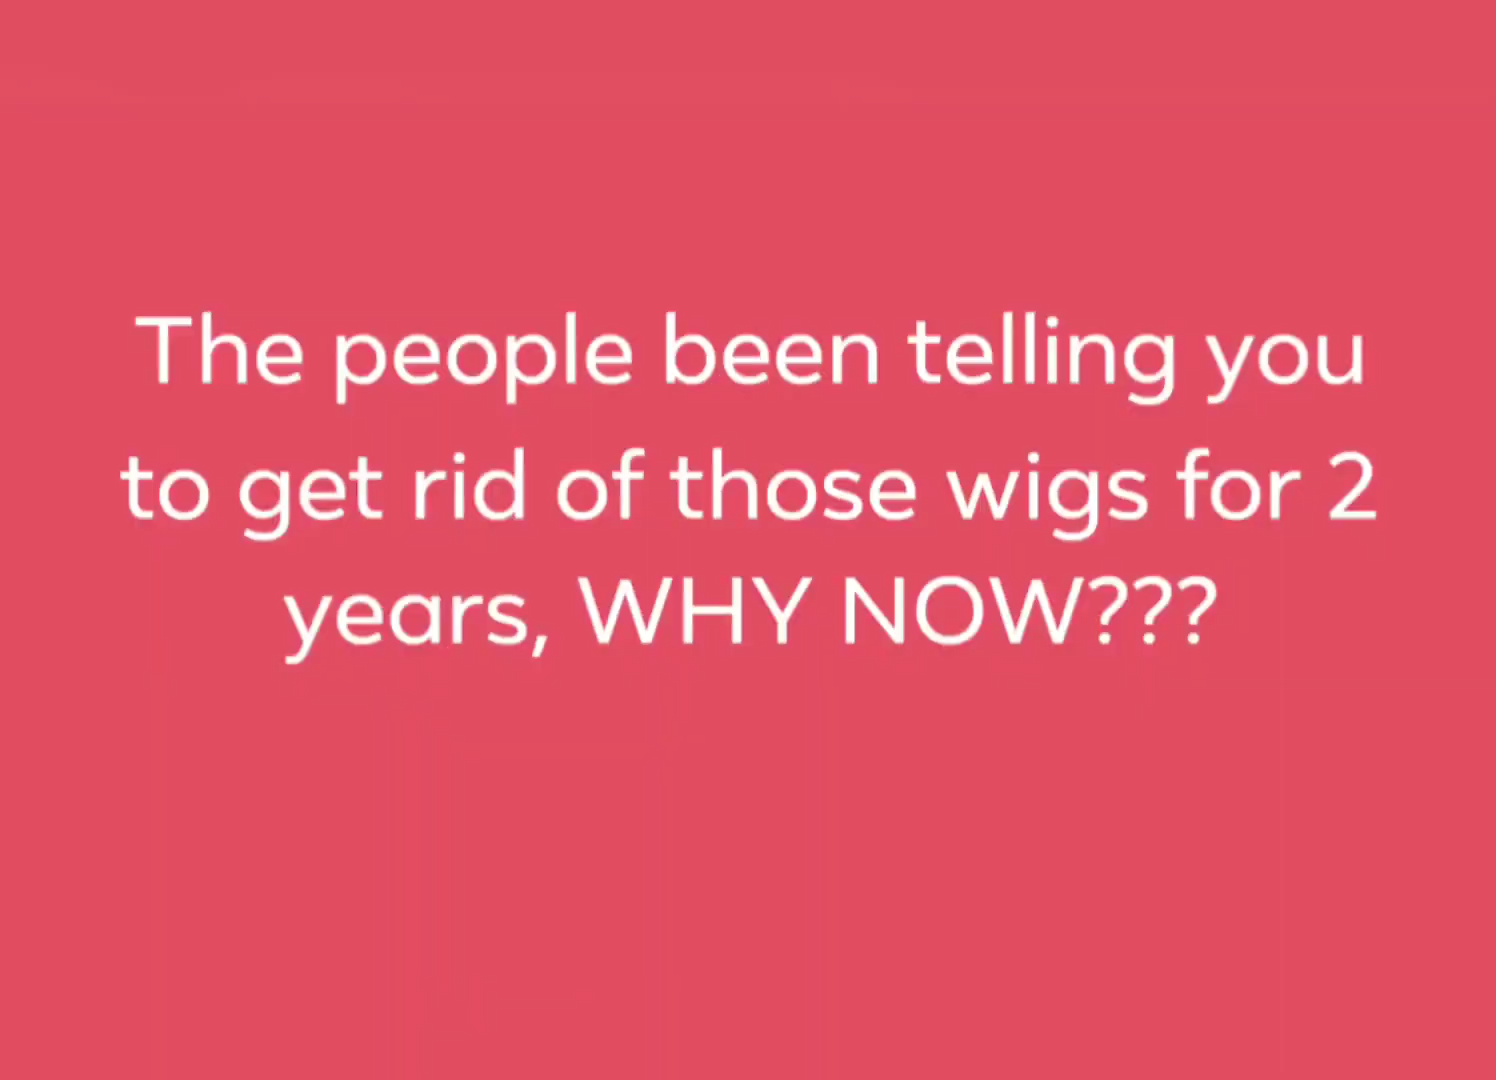 The people been telling you
to get rid of those wigs for 2
years, WHY NOW???